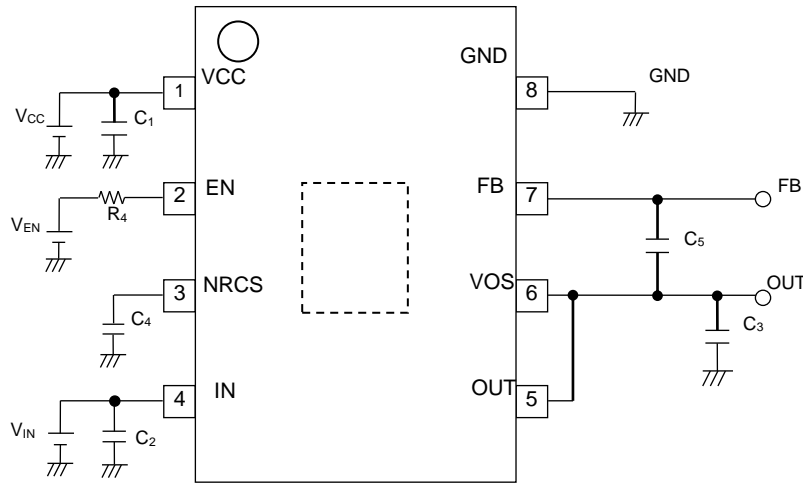 VCC
GND
GND
1
8
VCC
C1
EN
FB
FB
2
7
R4
VEN
C5
NRCS
VOS
OUT
3
6
C4
C3
IN
OUT
4
5
VIN
C2